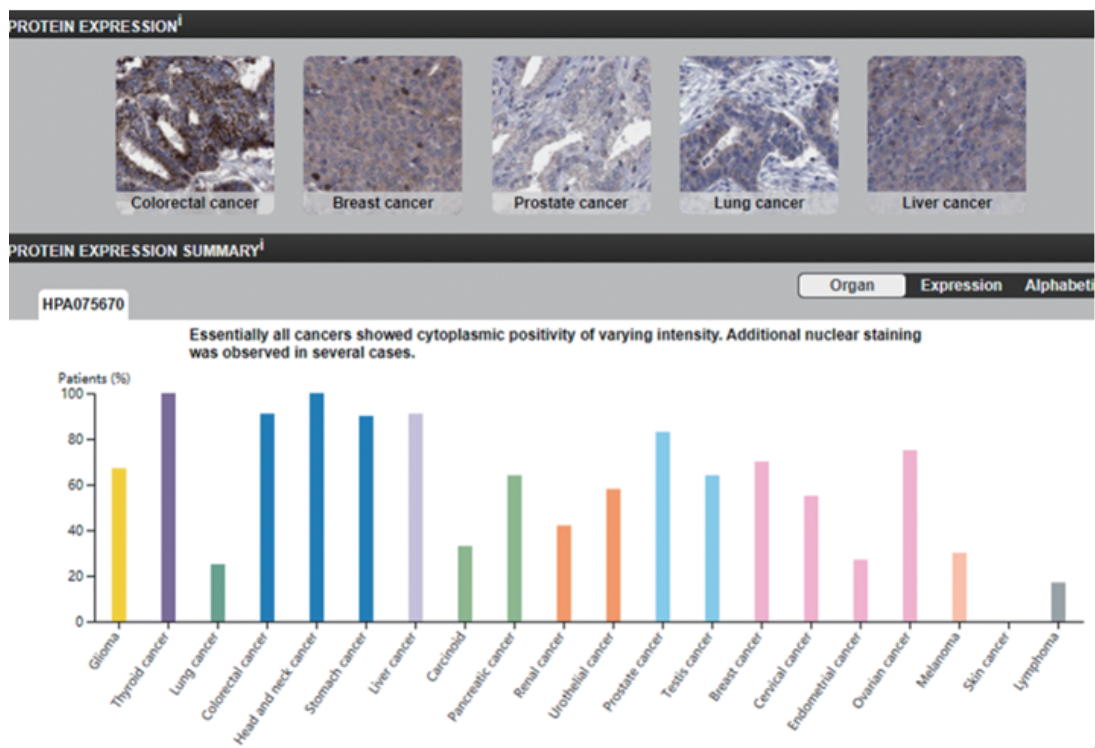 PROTEIN EXPRESSIONⁱ
Colorectal cancer
Breast cancer
Prostate cancer
Lung cancer
Liver cancer
PROTEIN EXPRESSION SUMMARYⁱ
Organ
Expression
Alphabeti
HPA075670
Essentially all cancers showed cytoplasmic positivity of varying intensity. Additional nuclear staining
was observed in several cases.
Patients (%)
100
80
60
40
20
0
Glioma
Thyroid cancer
Lung cancer
Colorectal cancer
Head and neck cancer
Stomach cancer
Liver cancer
Carcinoid
Pancreatic cancer
Renal cancer
Urothelial cancer
Prostate cancer
Testis cancer
Breast cancer
Cervical cancer
Endometrial cancer
Ovarian cancer
Melanoma
Skin cancer
Lymphoma